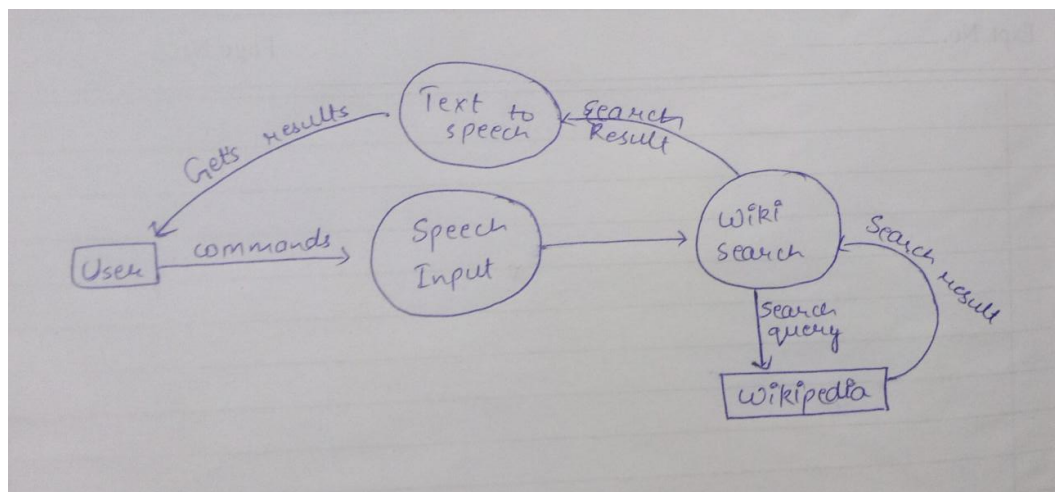 Text to
speech
Search
Result
Gets results
User
commands
Speech
Input
Wiki
Search
Search result
Search
query
Wikipedia